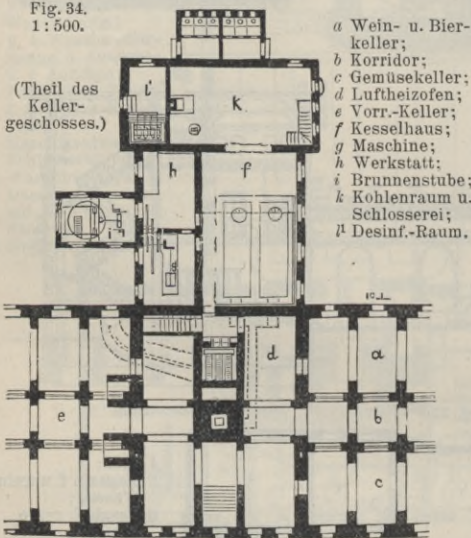 Fig. 34.
1 : 500.
(Theil des
Keller-
geschosses.)
a Wein- u. Bier-
keller;
b Korridor;
c Gemüsekeller;
d Luftheizofen;
e Vorr.-Keller;
f Kesselhaus;
g Maschine;
h Werkstatt;
i Brunnenstube;
k Kohlenraum u.
Schlosserei;
l¹ Desinf.-Raum.
l'
k
h
f
i
d
a
e
b
c